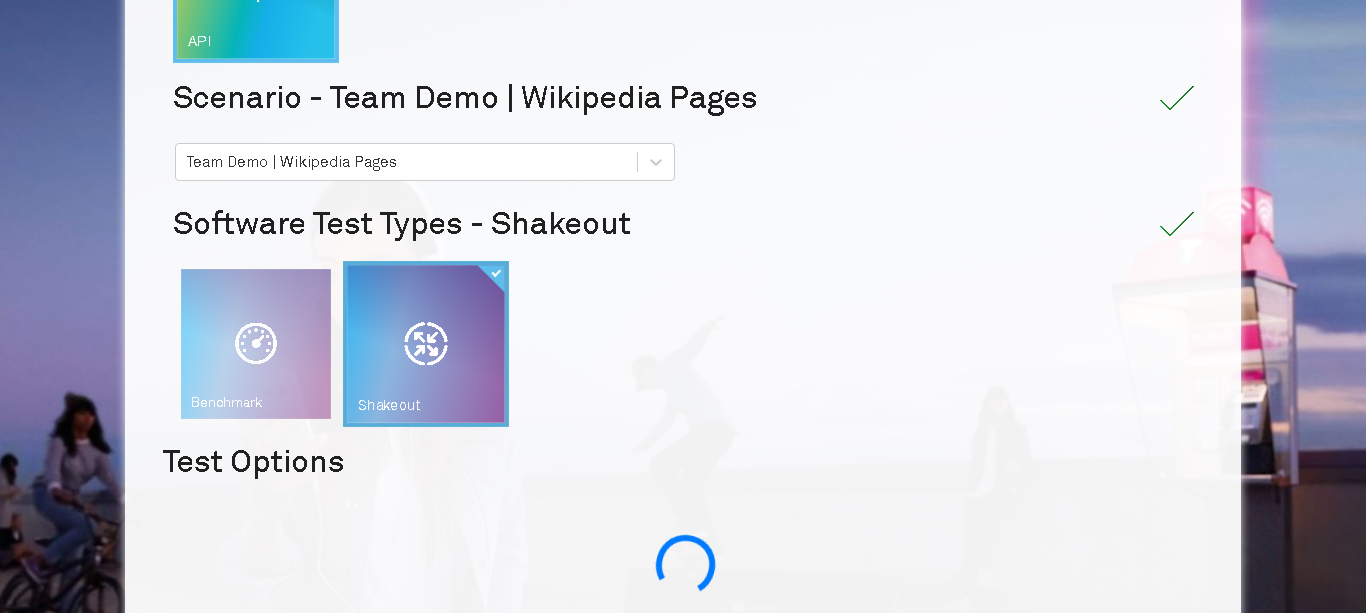 API
Scenario - Team Demo | Wikipedia Pages
Team Demo | Wikipedia Pages
Software Test Types - Shakeout
Benchmark
Shakeout
Test Options